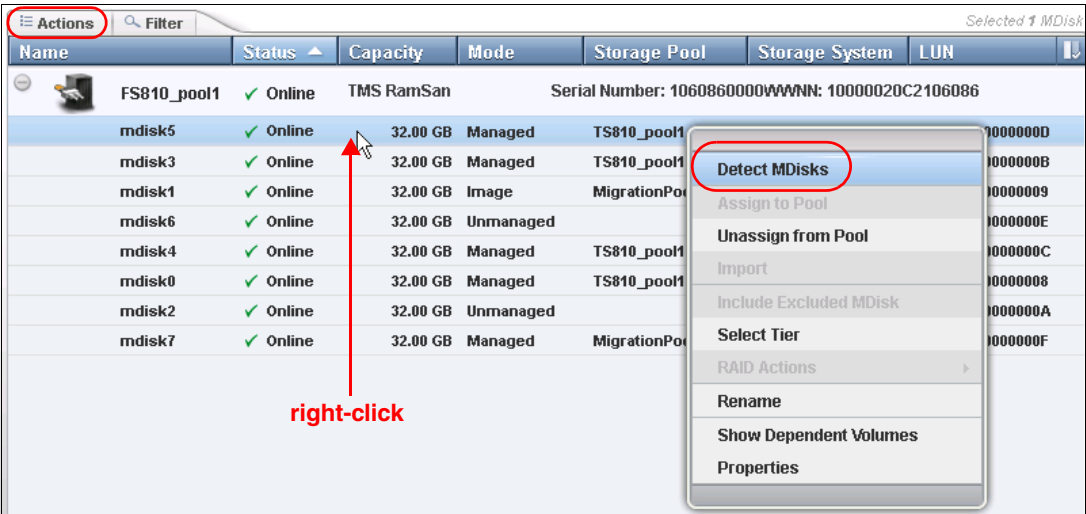 Actions Filter Selected 1 MDisk
Name Status Capacity Mode Storage Pool Storage System LUN
FS810_pool1 Online TMS RamSan Serial Number: 1060860000WWNN: 10000020C2106086
mdisk5 Online 32.00 GB Managed TS810_pool1 0000000D
mdisk3 Online 32.00 GB Managed TS810_pool1 0000000B
mdisk1 Online 32.00 GB Image MigrationPoo 00000009
mdisk6 Online 32.00 GB Unmanaged 0000000E
mdisk4 Online 32.00 GB Managed TS810_pool1 0000000C
mdisk0 Online 32.00 GB Managed TS810_pool1 00000008
mdisk2 Online 32.00 GB Unmanaged 0000000A
mdisk7 Online 32.00 GB Managed MigrationPoo 0000000F
Detect MDisks
Assign to Pool
Unassign from Pool
Import
Include Excluded MDisk
Select Tier
RAID Actions
Rename
Show Dependent Volumes
Properties
right-click